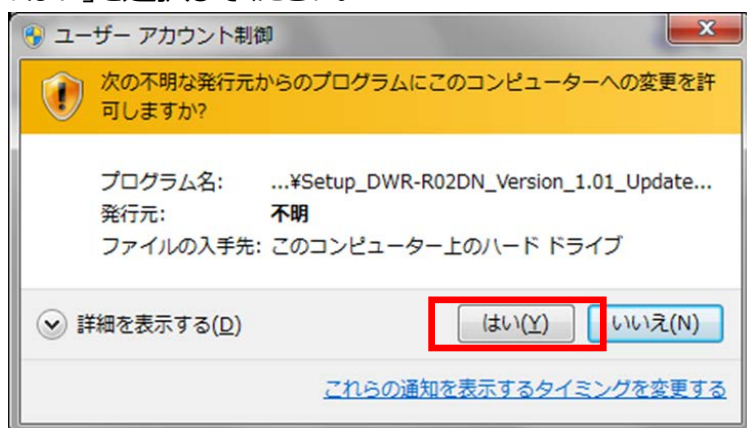 ユーザー アカウント制御
次の不明な発行元からのプログラムにこのコンピューターへの変更を許
可しますか?
プログラム名: ...¥Setup_DWR-R02DN_Version_1.01_Update...
発行元: 不明
ファイルの入手先: このコンピューター上のハード ドライブ
詳細を表示する(D) はい(Y) いいえ(N)
これらの通知を表示するタイミングを変更する